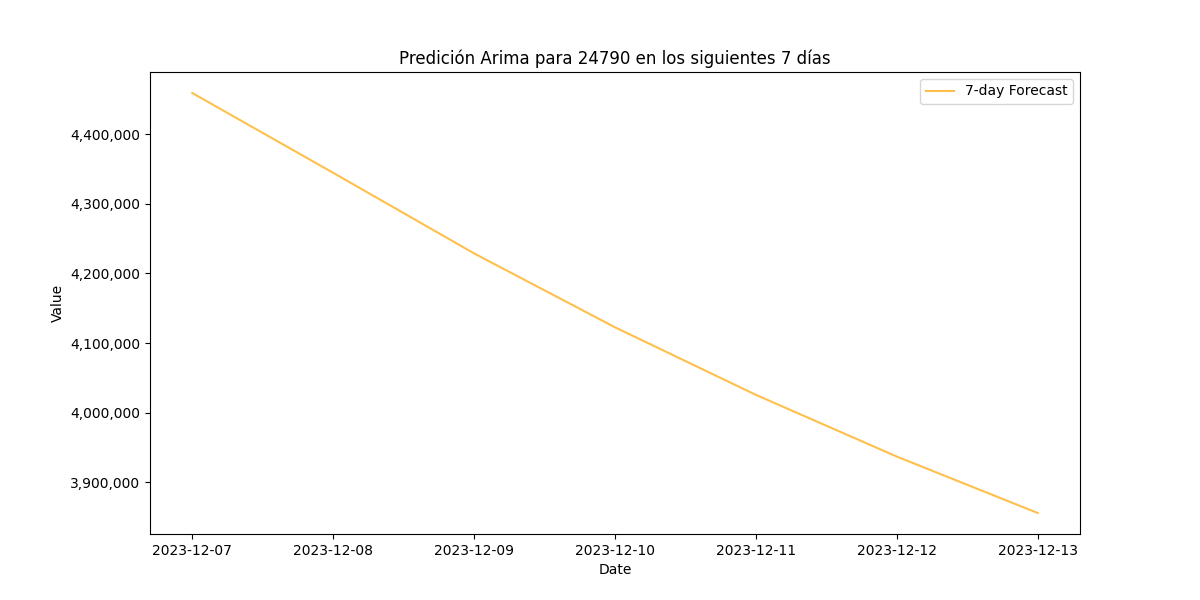 Predición Arima para 24790 en los siguientes 7 días
7-day Forecast
Value
4,400,000
4,300,000
4,200,000
4,100,000
4,000,000
3,900,000
2023-12-07 2023-12-08 2023-12-09 2023-12-10 2023-12-11 2023-12-12 2023-12-13
Date